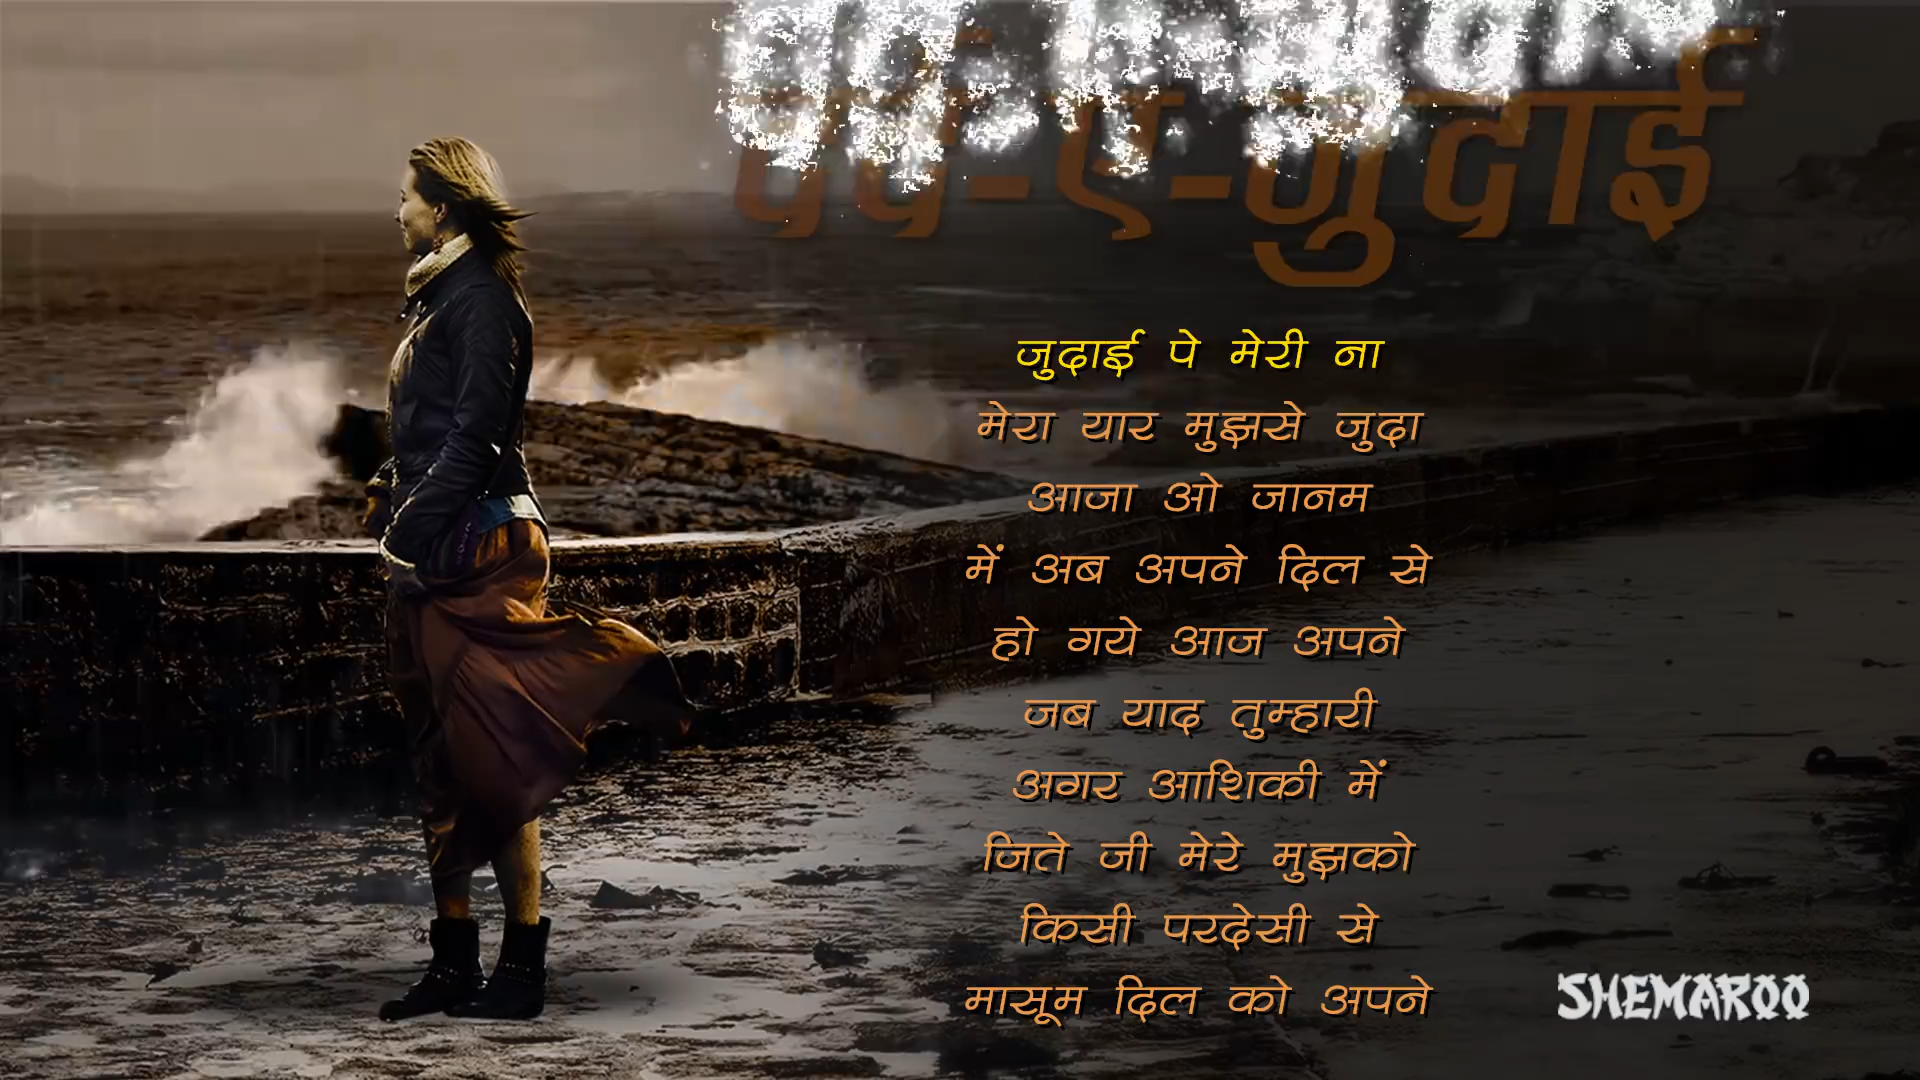 दर्द-ए-जुदाई
जुदाई पे मेरी ना
मेरा यार मुझसे जुदा
आजा ओ जानम
में अब अपने दिल से
हो गये आज अपने
जब याद तुम्हारी
अगर आशिकी में
जिते जी मेरे मुझको
किसी परदेसी से
मासूम दिल को अपने
SHEMAROO